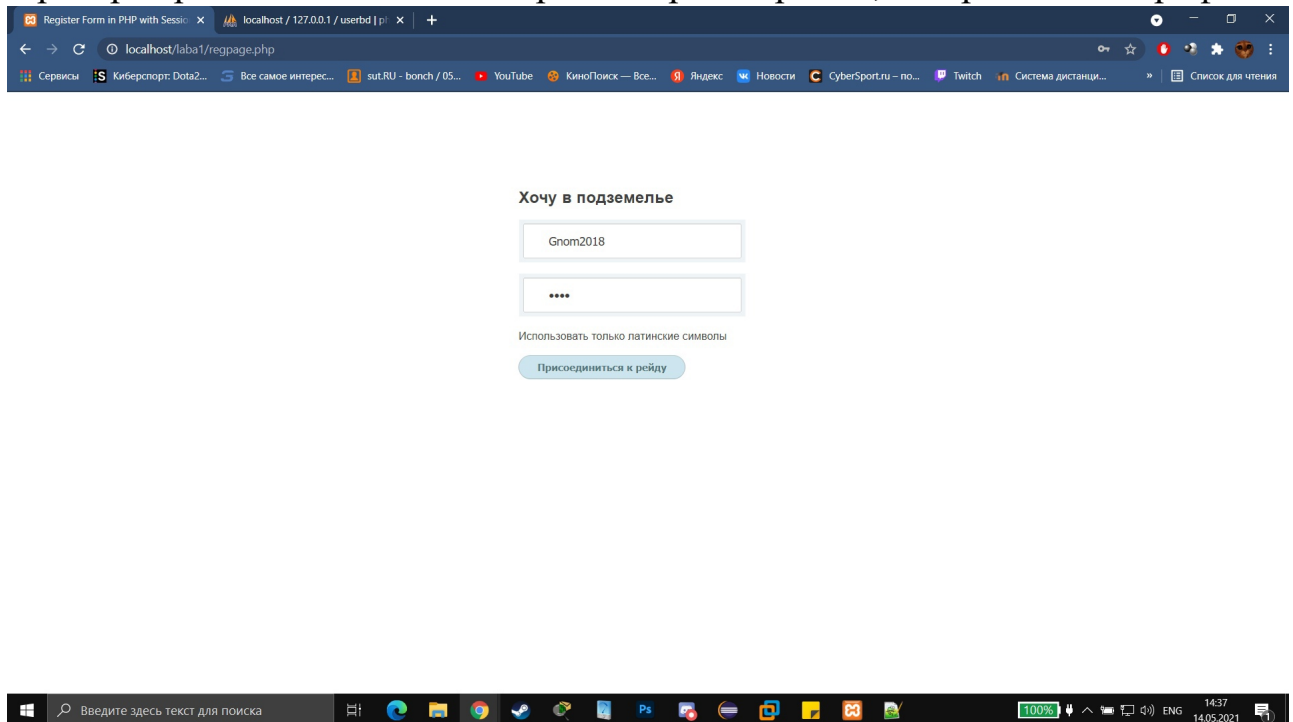 Register Form in PHP with Sessio
localhost / 127.0.0.1 / userbd | ph
localhost/laba1/regpage.php
Сервисы
Киберспорт: Dota2...
Все самое интерес...
sut.RU - bonch / 05...
YouTube
КиноПоиск — Все...
Яндекс
Новости
CyberSport.ru – по...
Twitch
Система дистанци...
»
Список для чтения
Хочу в подземелье
Gnom2018
••••
Использовать только латинские символы
Присоединиться к рейду
Введите здесь текст для поиска
Ps
100%
ENG
14:37
14.05.2021
1